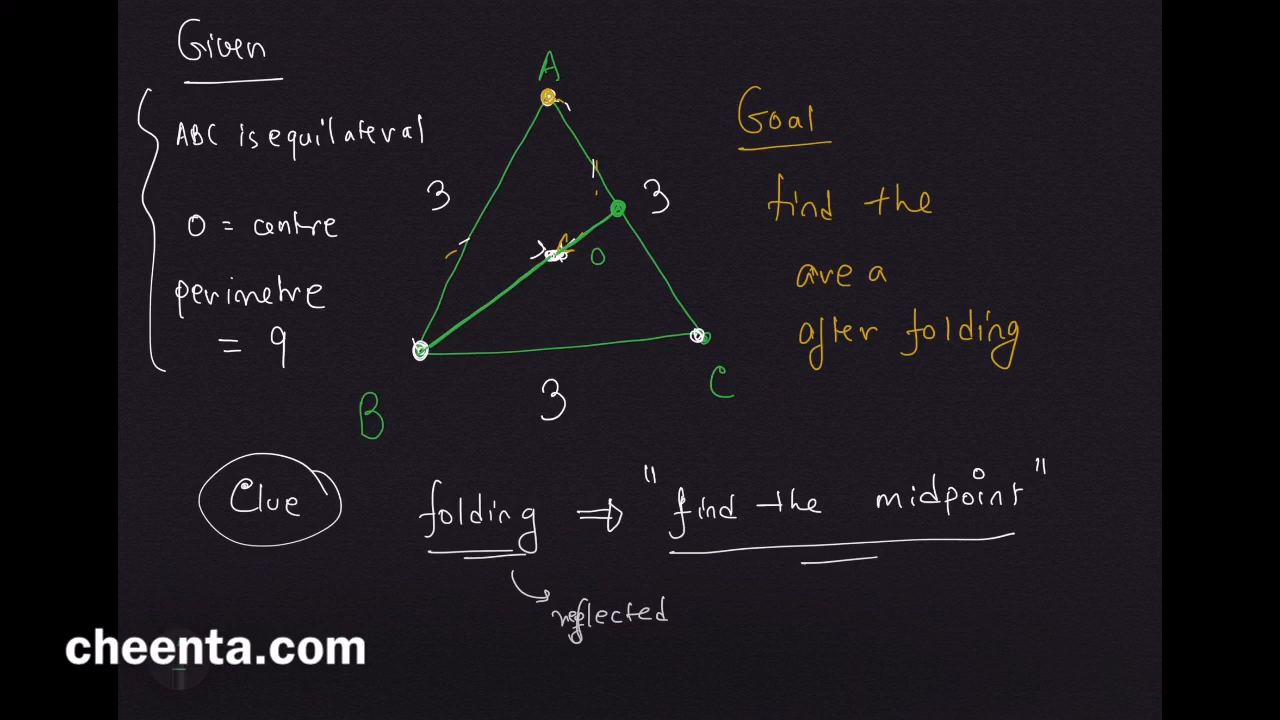 Given
ABC is equilateral
O = centre
perimetre
= 9
A
3
3
O
B
C
3
Goal
find the
area
after folding
Clue
folding ⇒ "find the midpoint"
reflected
cheenta.com